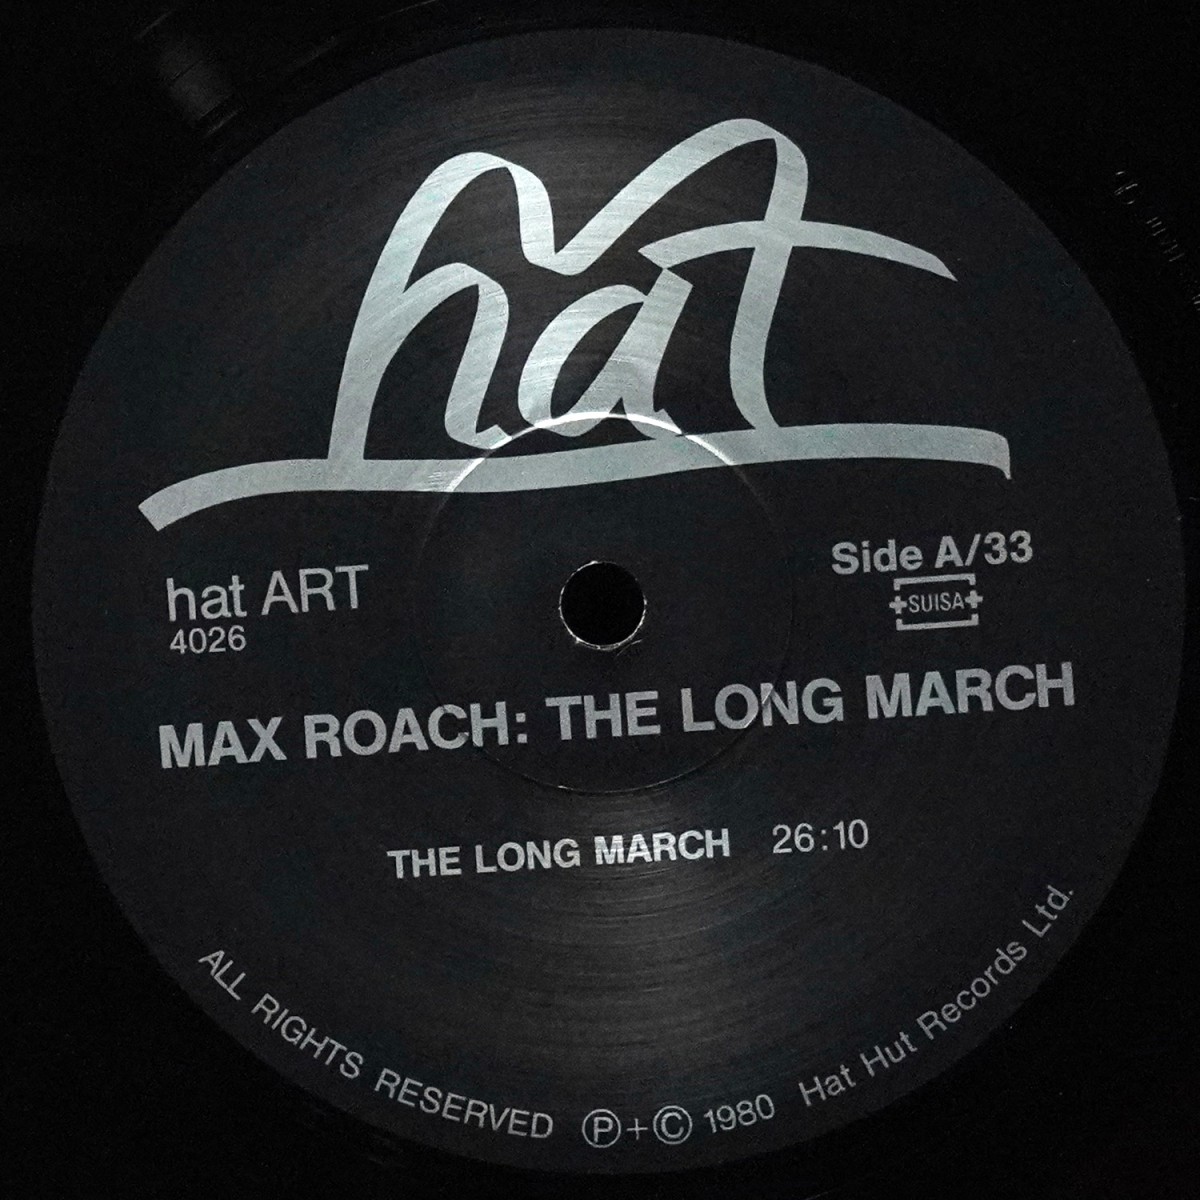 hat
hat ART
4026
Side A/33
SUISA
MAX ROACH: THE LONG MARCH
THE LONG MARCH 26:10
ALL RIGHTS RESERVED Ⓟ+© 1980 Hat Hut Records Ltd.